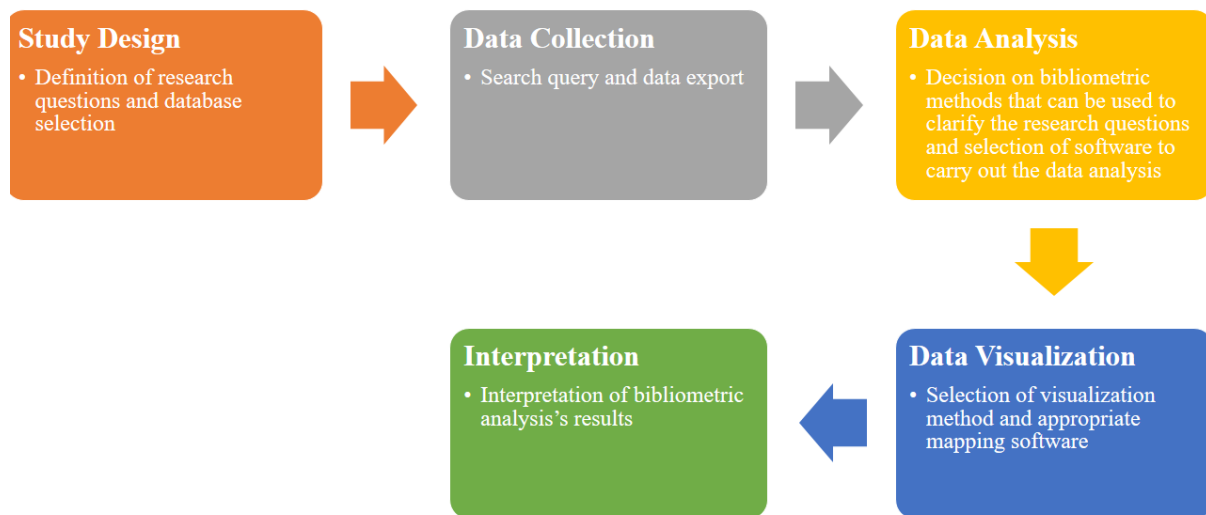 Study Design
• Definition of research
questions and database
selection
Data Collection
• Search query and data export
Data Analysis
• Decision on bibliometric
methods that can be used to
clarify the research questions
and selection of software to
carry out the data analysis
Data Visualization
• Selection of visualization
method and appropriate
mapping software
Interpretation
• Interpretation of bibliometric
analysis’s results